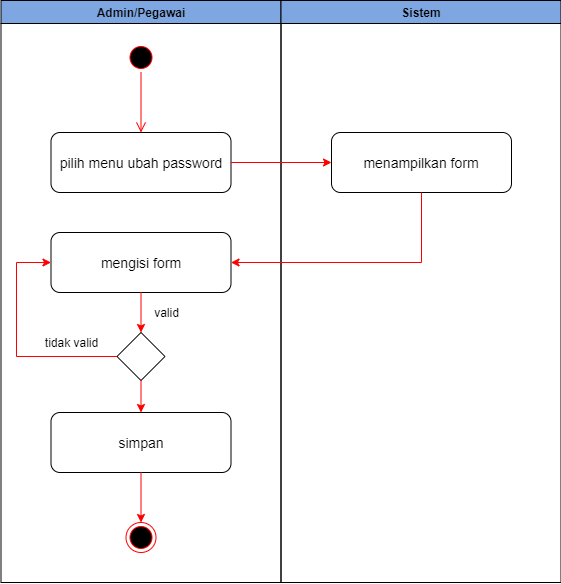 Admin/Pegawai
Sistem
pilih menu ubah password
menampilkan form
mengisi form
valid
tidak valid
simpan